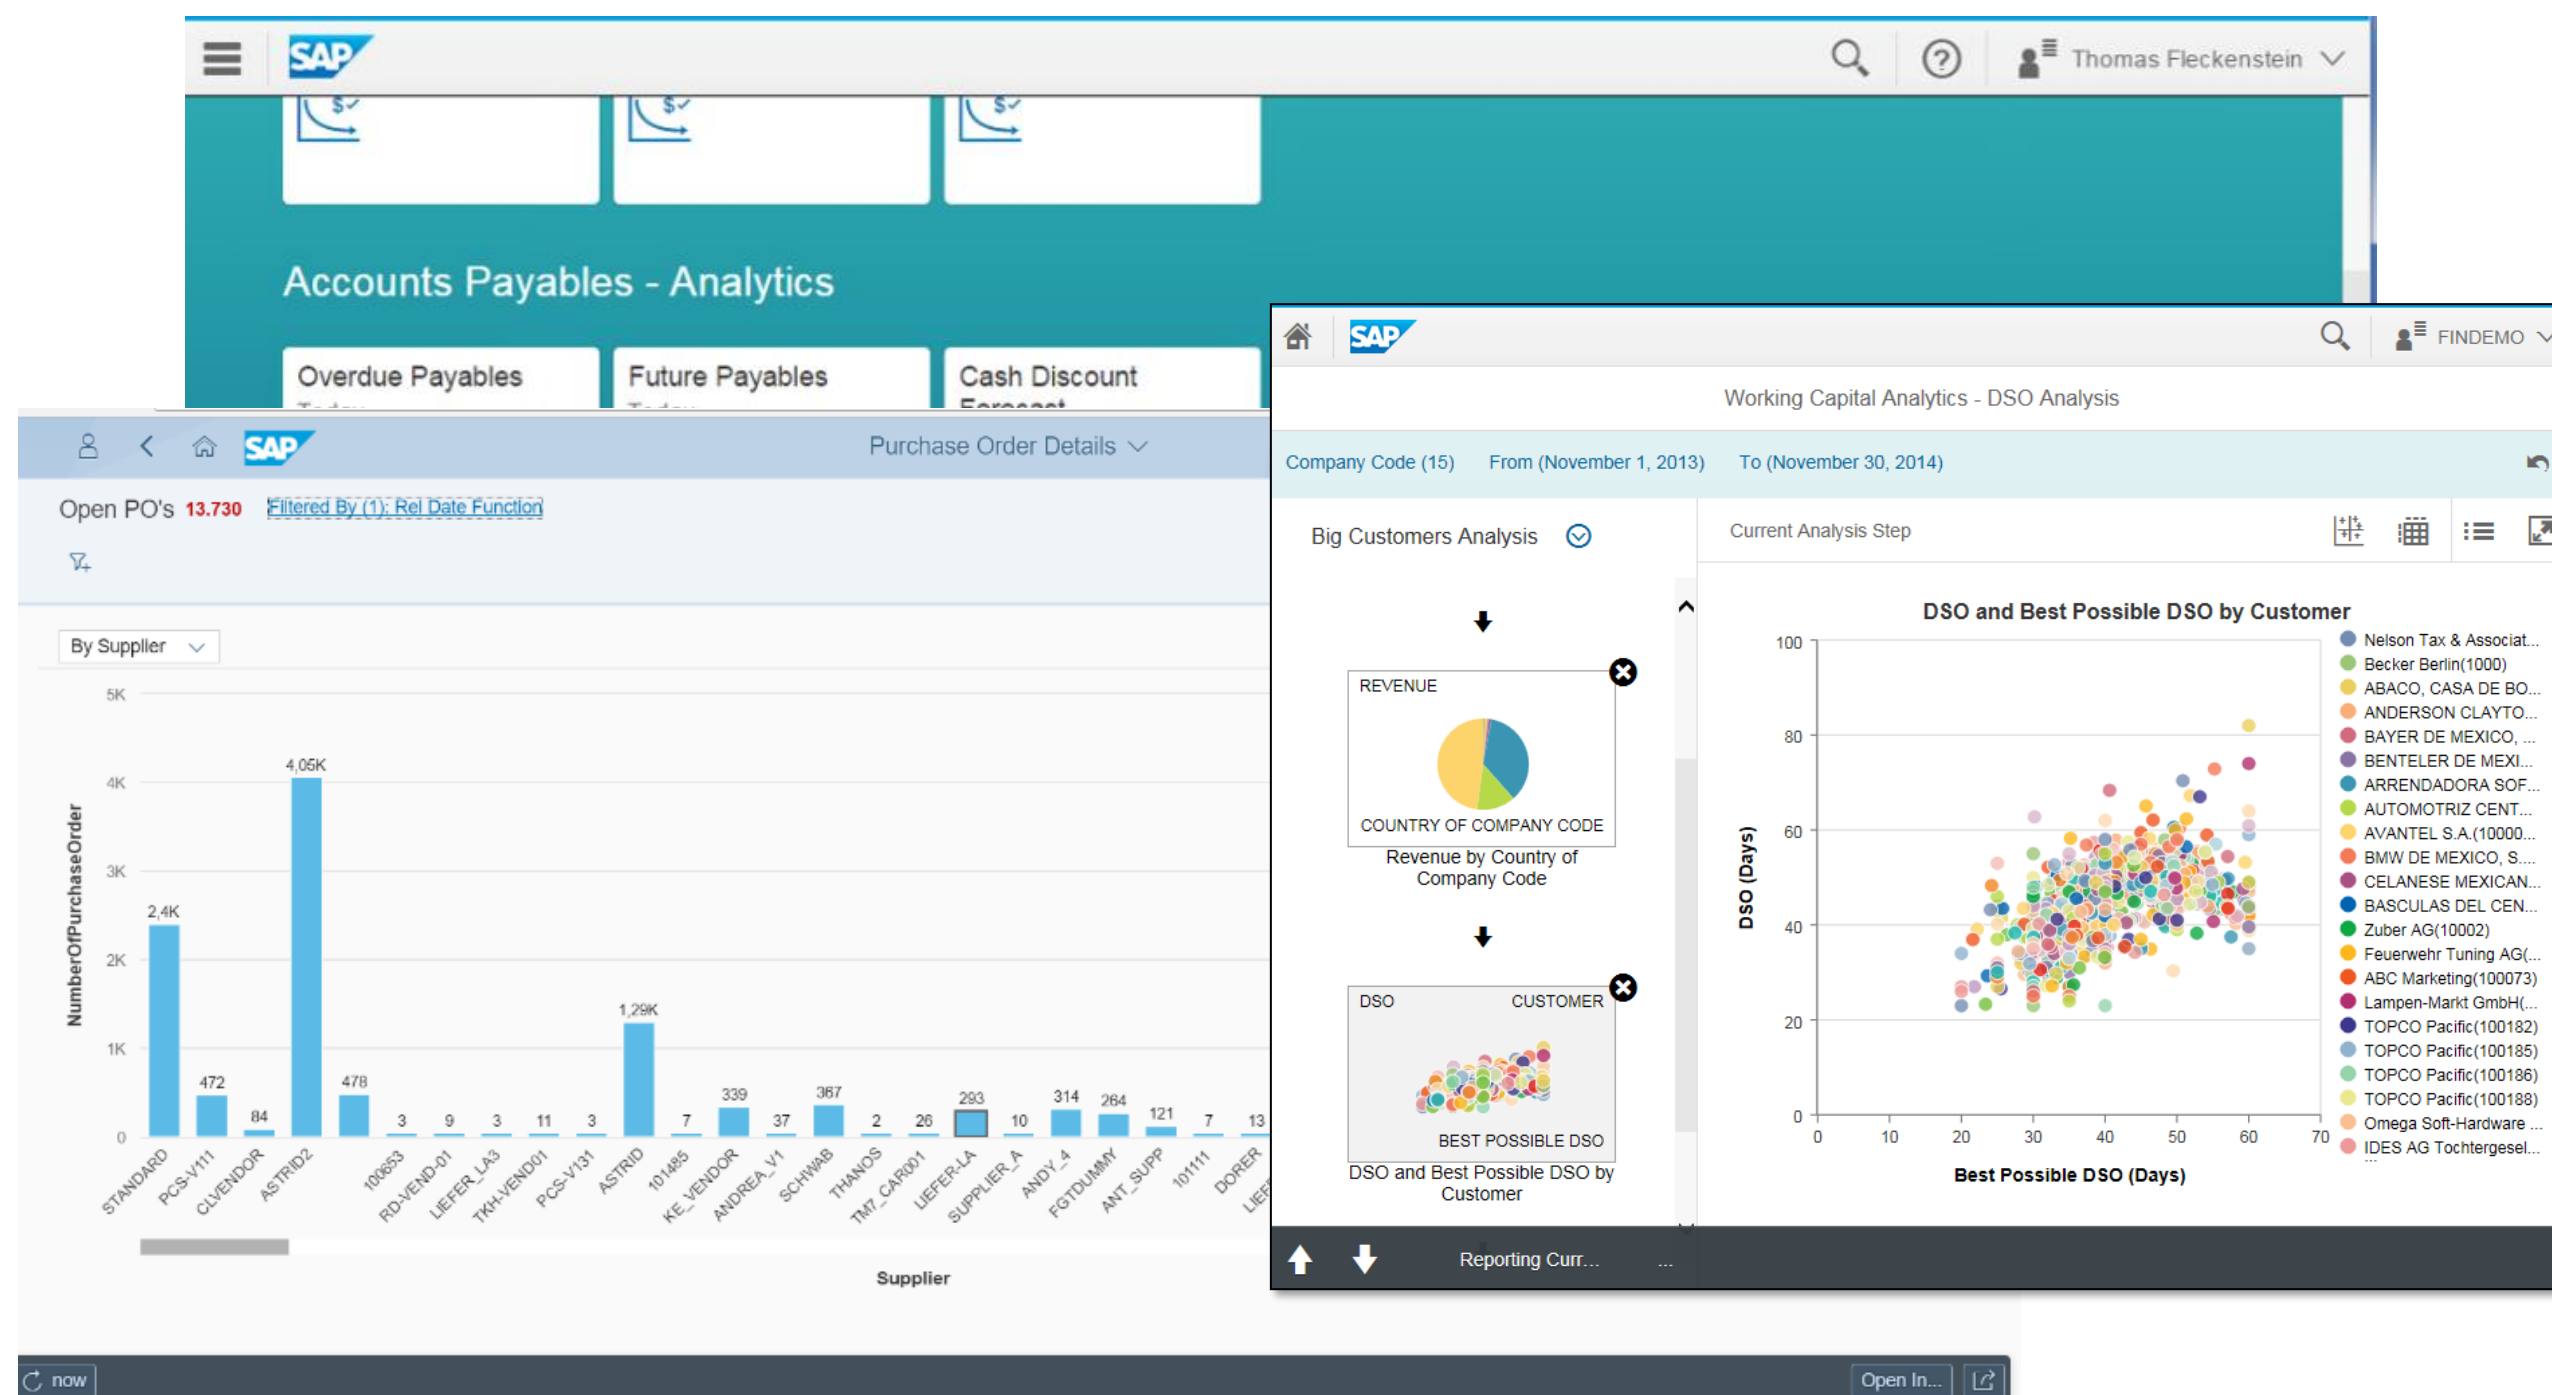 SAP
Thomas Fleckenstein
$
$
$
Accounts Payables - Analytics
Overdue Payables
Future Payables
Cash Discount
SAP
Purchase Order Details
Open PO's 13.730 Filtered By (1): Rel Date Function
By Supplier
NumberOfPurchaseOrder
5K
4K
3K
2K
1K
0
2,4K
472
84
4,05K
478
3
9
3
11
3
1,29K
7
339
37
367
2
26
293
10
314
264
121
7
13
STANDARD
PCS-V111
CLVENDOR
ASTRID2
100653
RD-VEND-01
LIEFER_LA3
TKH-VEND01
PCS-V131
ASTRID
101485
KE_VENDOR
ANDREA_V1
SCHWAB
THANOS
TM7_CAR001
LIEFER-LA
SUPPLIER_A
ANDY_4
FGTDUMMY
ANT_SUPP
101111
DORER
Supplier
now
Open In...
SAP
FINDEMO
Working Capital Analytics - DSO Analysis
Company Code (15) From (November 1, 2013) To (November 30, 2014)
Big Customers Analysis
REVENUE
COUNTRY OF COMPANY CODE
Revenue by Country of
Company Code
DSO CUSTOMER
BEST POSSIBLE DSO
DSO and Best Possible DSO by
Customer
Reporting Curr... ...
Current Analysis Step
DSO and Best Possible DSO by Customer
DSO (Days)
100
80
60
40
20
0
0 10 20 30 40 50 60 70
Best Possible DSO (Days)
Nelson Tax & Associat...
Becker Berlin(1000)
ABACO, CASA DE BO...
ANDERSON CLAYTO...
BAYER DE MEXICO, ...
BENTELER DE MEXI...
ARRENDADORA SOF...
AUTOMOTRIZ CENT...
AVANTEL S.A.(10000...
BMW DE MEXICO, S....
CELANESE MEXICAN...
BASCULAS DEL CEN...
Zuber AG(10002)
Feuerwehr Tuning AG(...
ABC Marketing(100073)
Lampen-Markt GmbH(...
TOPCO Pacific(100182)
TOPCO Pacific(100185)
TOPCO Pacific(100186)
TOPCO Pacific(100188)
Omega Soft-Hardware ...
IDES AG Tochtergesel...
...